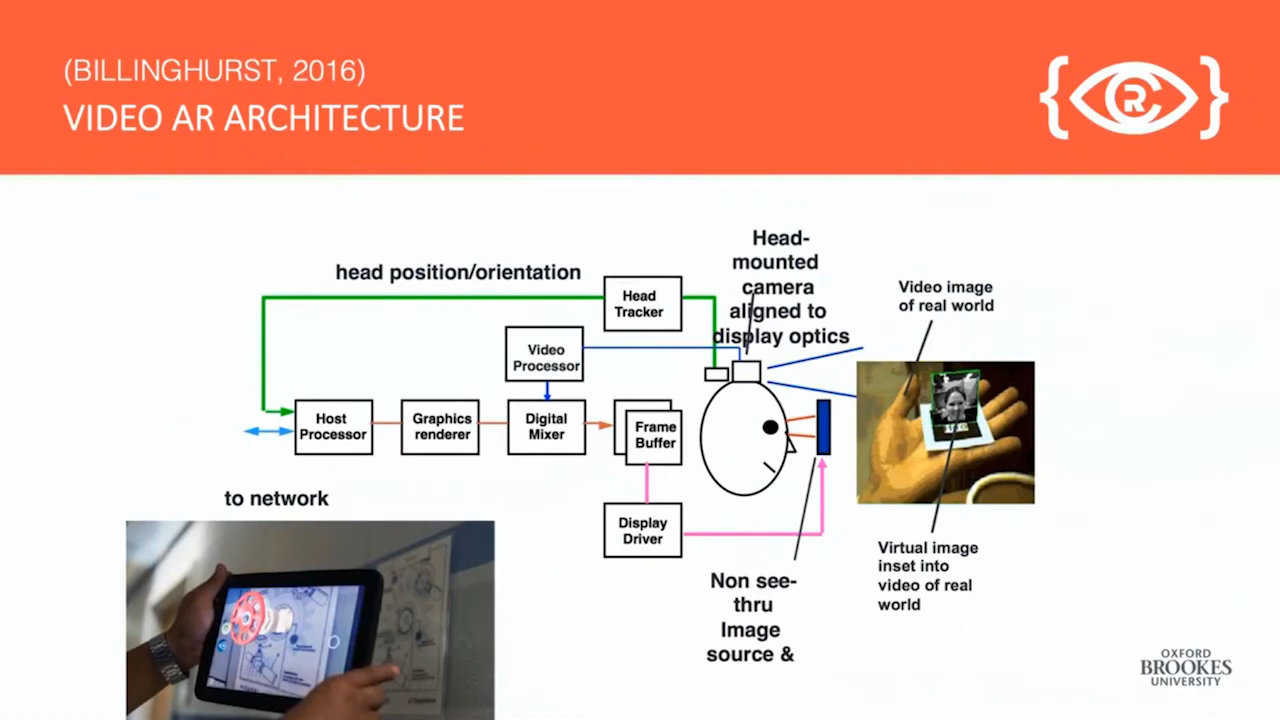 (BILLINGHURST, 2016)
VIDEO AR ARCHITECTURE
Head-
mounted
camera
aligned to
display optics
head position/orientation
Head
Tracker
Video image
of real world
Video
Processor
Host
Processor
Graphics
renderer
Digital
Mixer
Frame
Buffer
to network
Display
Driver
Non see-
thru
Image
source &
Virtual image
inset into
video of real
world
OXFORD
BROOKES
UNIVERSITY